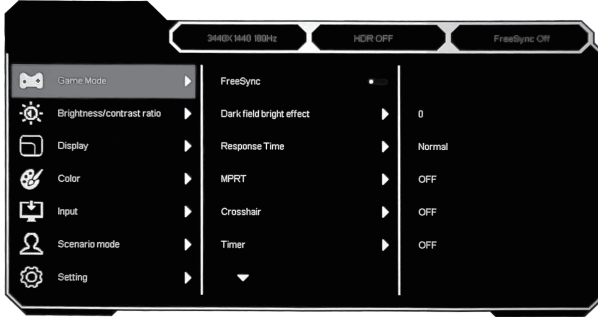 3440X1440 180Hz HDR OFF FreeSync Off
Game Mode FreeSync
Brightness/contrast ratio Dark field bright effect 0
Display Response Time Normal
Color MPRT OFF
Input Crosshair OFF
Scenario mode Timer OFF
Setting